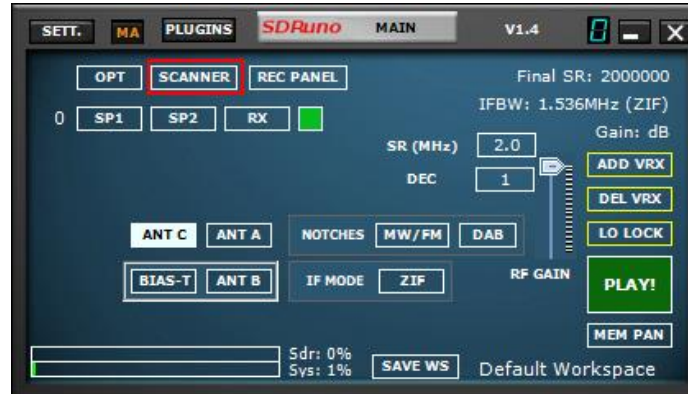 SETT. MA PLUGINS SDRuno MAIN V1.4 8
OPT SCANNER REC PANEL Final SR: 2000000
IFBW: 1.536MHz (ZIF)
0 SP1 SP2 RX Gain: dB
SR (MHz) 2.0 ADD VRX
DEC 1 DEL VRX
ANT C ANT A NOTCHES MW/FM DAB LO LOCK
BIAS-T ANT B IF MODE ZIF RF GAIN PLAY!
MEM PAN
Sdr: 0%
Sys: 1% SAVE WS Default Workspace